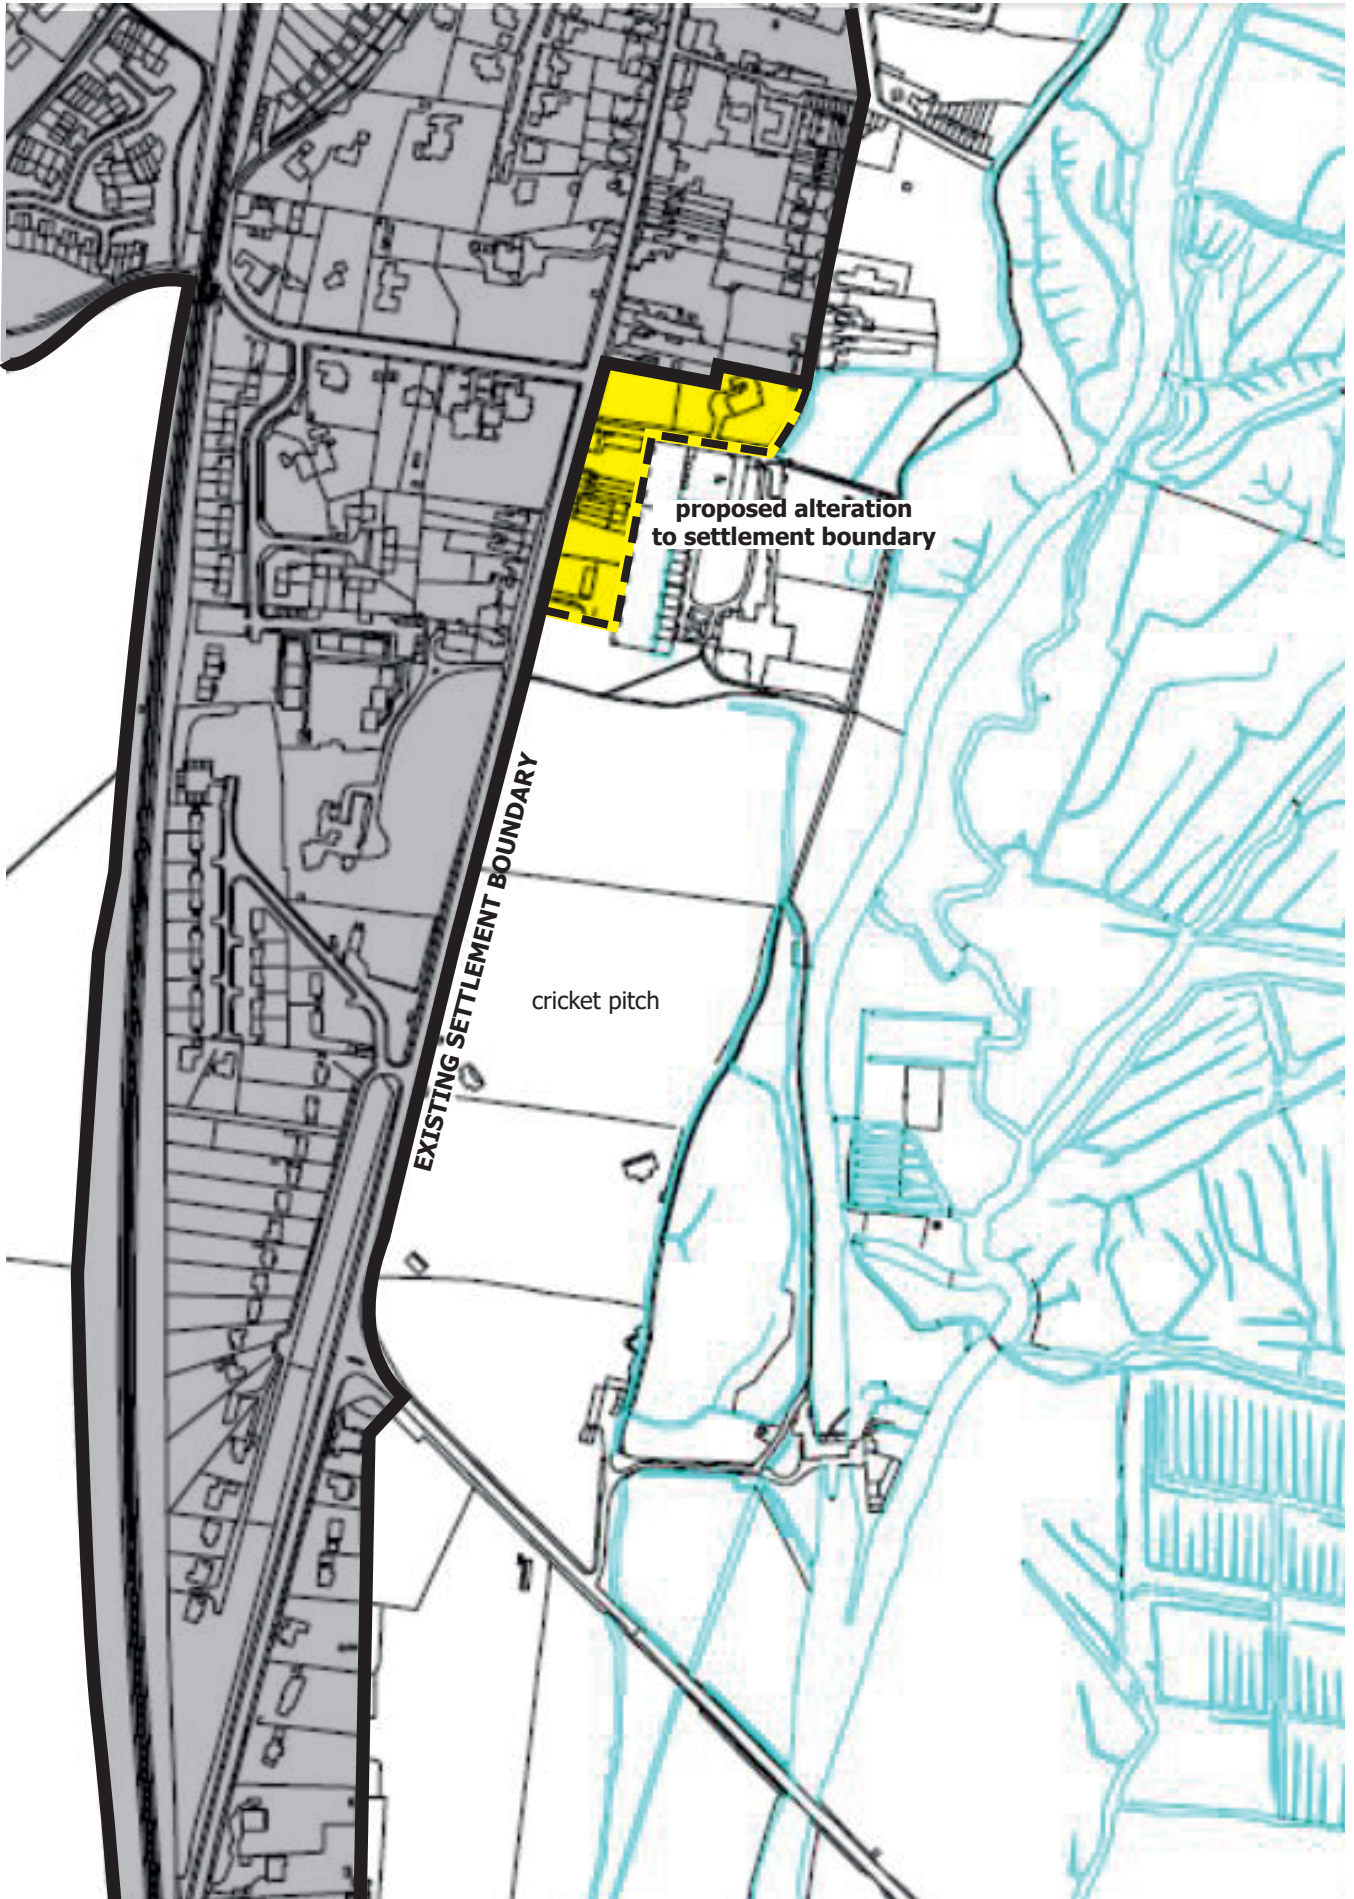 proposed alteration
to settlement boundary
EXISTING SETTLEMENT BOUNDARY
cricket pitch